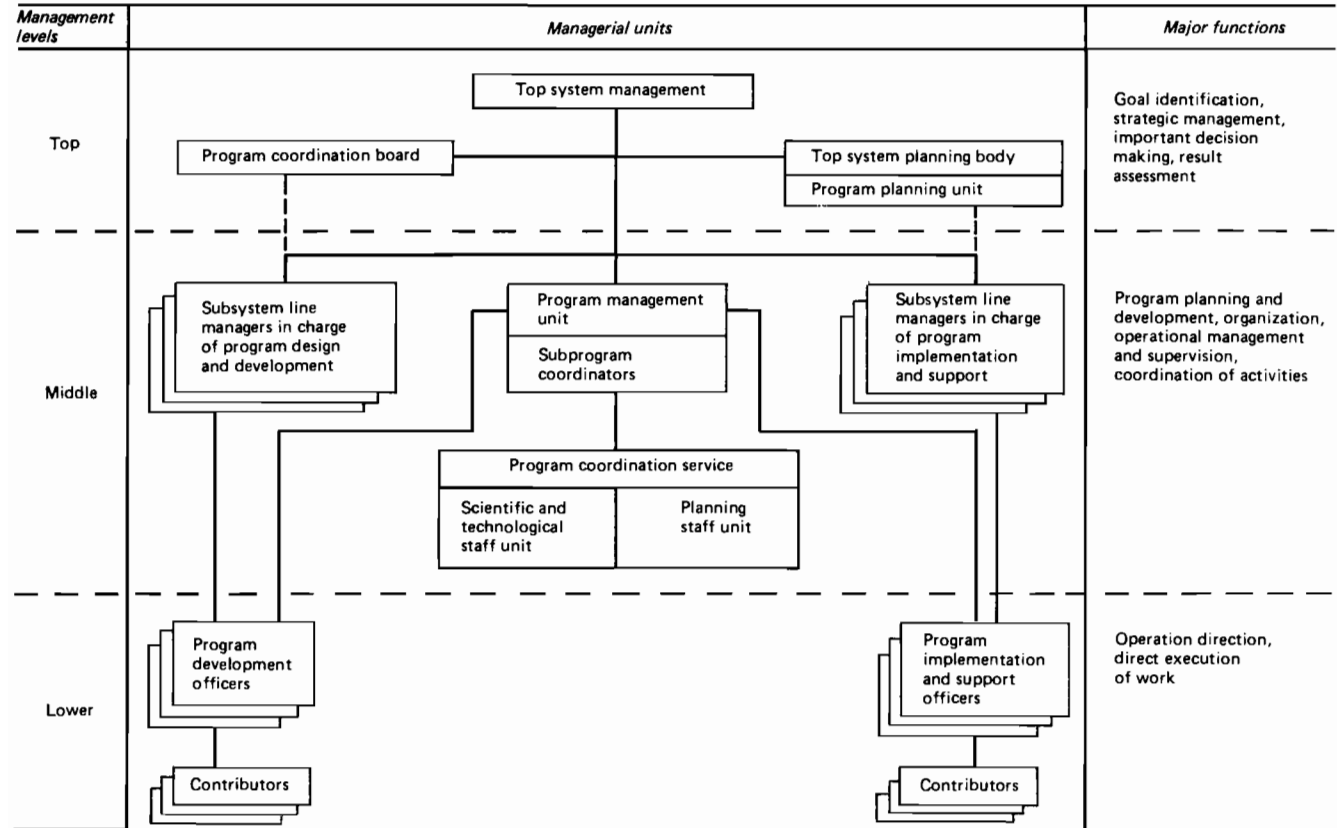 Management
levels
Managerial units
Major functions
Top
Top system management
Program coordination board
Top system planning body
Program planning unit
Goal identification,
strategic management,
important decision
making, result
assessment
Middle
Subsystem line
managers in charge
of program design
and development
Program management
unit
Subprogram
coordinators
Subsystem line
managers in charge
of program
implementation
and support
Program planning and
development, organization,
operational management
and supervision,
coordination of activities
Program coordination service
Scientific and
technological
staff unit
Planning
staff unit
Lower
Program
development
officers
Program
implementation
and support
officers
Operation direction,
direct execution
of work
Contributors
Contributors